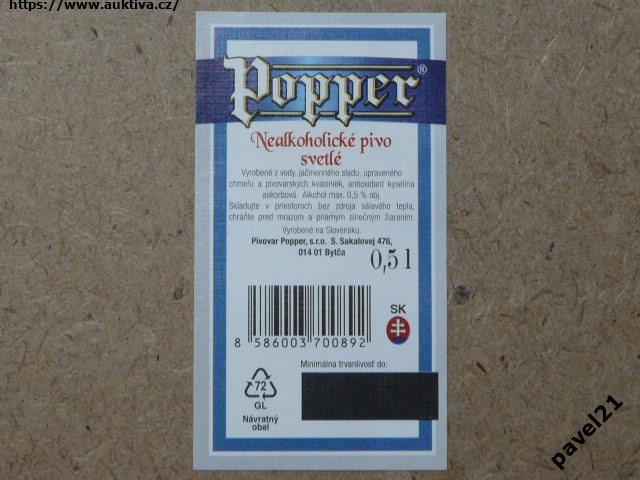 https://www.auktiva.cz/
Popper®
Nealkoholické pivo
svetlé
Vyrobené z vody, jačmenného sladu, upraveného
chmeľu a pivovarských kvasiniek, antioxidant kyselina
askorbová. Alkohol max. 0,5 % obj.
Skladujte v priestoroch bez zdroja sálavého tepla,
chráňte pred mrazom a priamym slnečným žiarením.
Vyrobené na Slovensku.
Pivovar Popper, s.r.o. S. Sakalovej 476,
014 01 Bytča
0,5 l
SK
8 586003 700892
Minimálna trvanlivosť do:
72
GL
Návratný
obal
pavel21